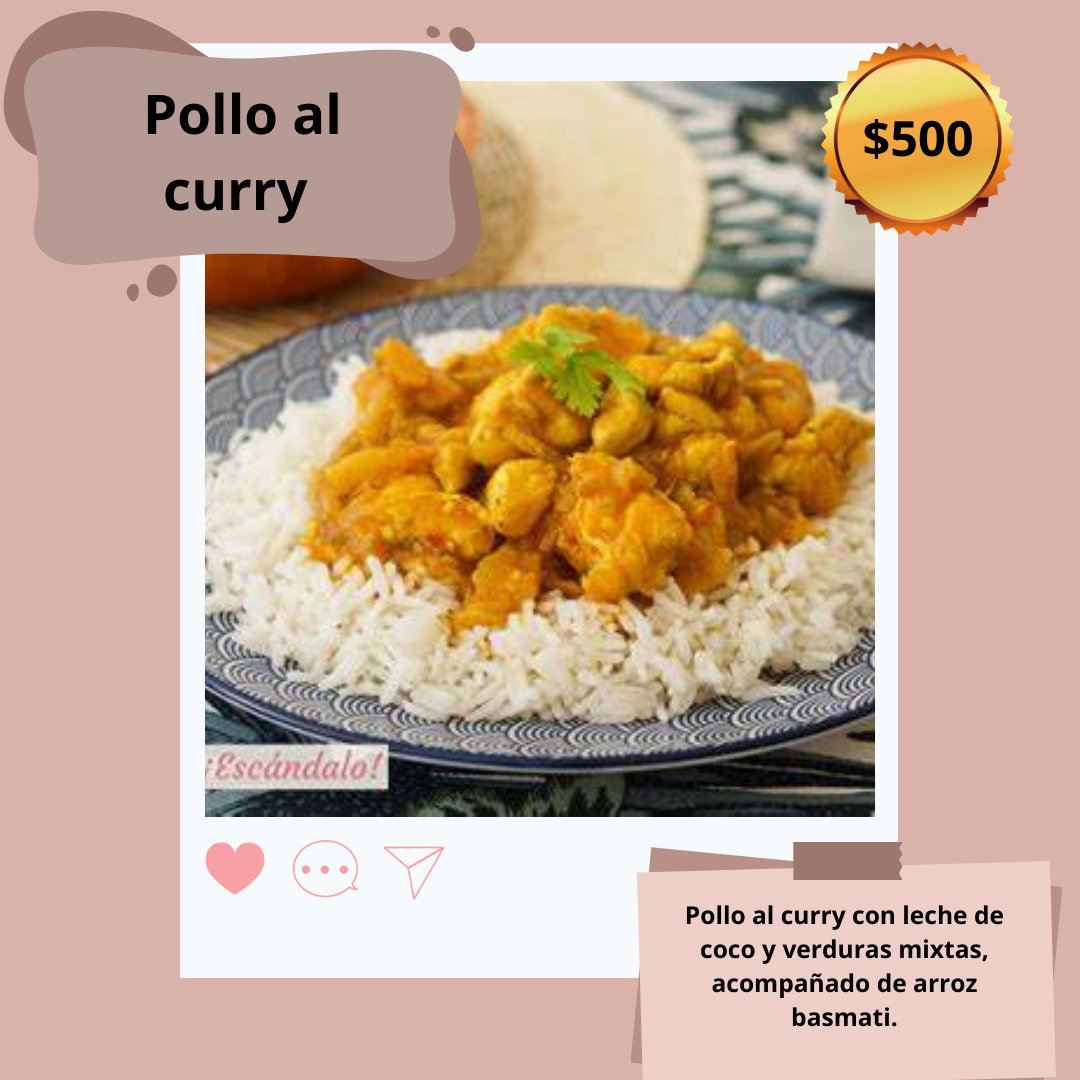 Pollo al
curry
$500
¡Escándalo!
Pollo al curry con leche de
coco y verduras mixtas,
acompañado de arroz
basmati.